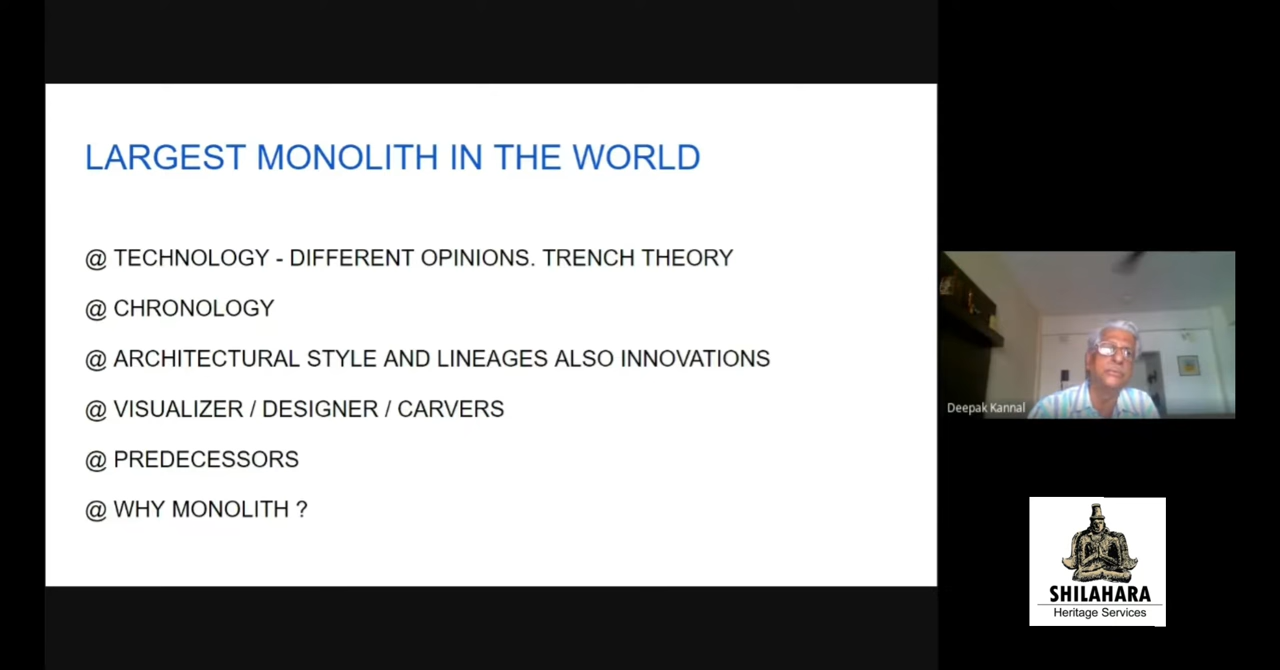 LARGEST MONOLITH IN THE WORLD
@ TECHNOLOGY - DIFFERENT OPINIONS. TRENCH THEORY
@ CHRONOLOGY
@ ARCHITECTURAL STYLE AND LINEAGES ALSO INNOVATIONS
@ VISUALIZER / DESIGNER / CARVERS
@ PREDECESSORS
@ WHY MONOLITH ?
Deepak Kannal
SHILAHARA
Heritage Services